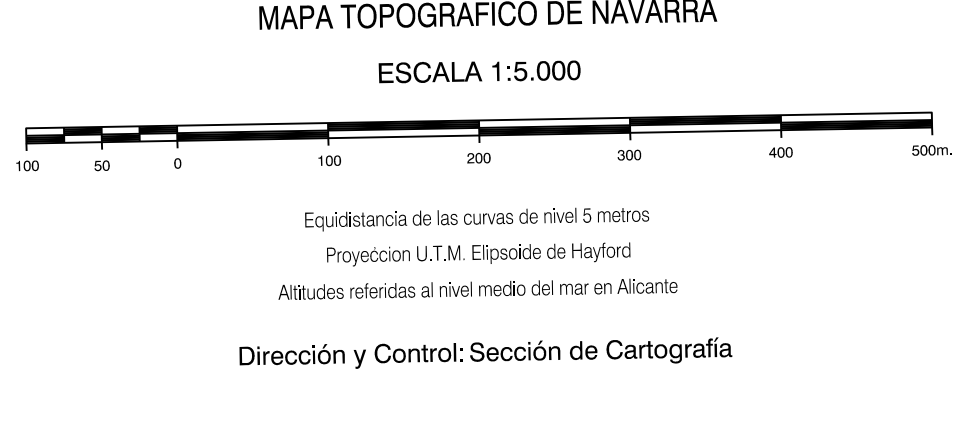 MAPA TOPOGRAFICO DE NAVARRA
ESCALA 1:5.000
100 50 0 100 200 300 400 500m.
Equidistancia de las curvas de nivel 5 metros
Proyeċcion U.T.M. Elipsoide de Hayford
Altitudes referidas al nivel medio del mar en Alicante
Dirección y Control: Sección de Cartografía